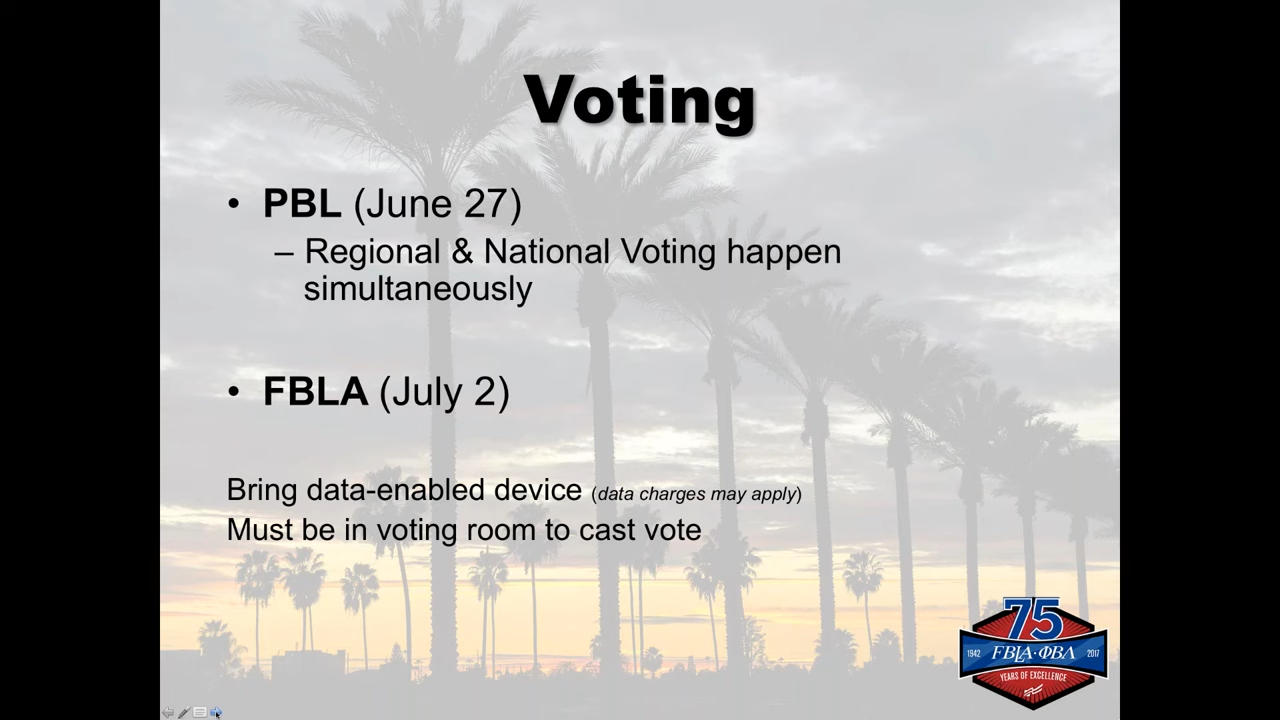 Voting
• PBL (June 27)
– Regional & National Voting happen
simultaneously
• FBLA (July 2)
Bring data-enabled device (data charges may apply)
Must be in voting room to cast vote
75
1942 FBLA·ΦBΛ 2017
YEARS OF EXCELLENCE